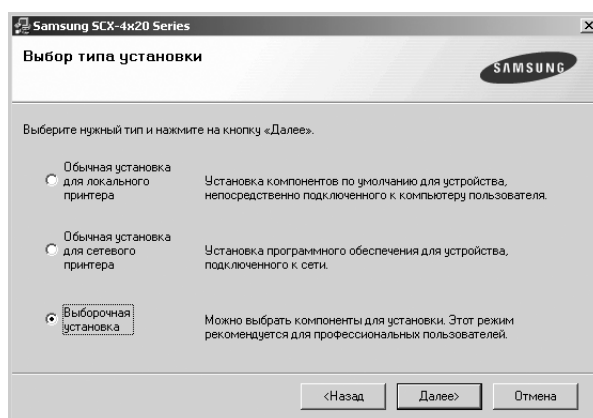 Samsung SCX-4x20 Series
Выбор типа установки
SAMSUNG
Выберите нужный тип и нажмите на кнопку «Далее».
Обычная установка
для локального
принтера
Установка компонентов по умолчанию для устройства,
непосредственно подключенного к компьютеру пользователя.
Обычная установка
для сетевого
принтера
Установка программного обеспечения для устройства,
подключенного к сети.
Выборочная
установка
Можно выбрать компоненты для установки. Этот режим
рекомендуется для профессиональных пользователей.
<Назад
Далее>
Отмена